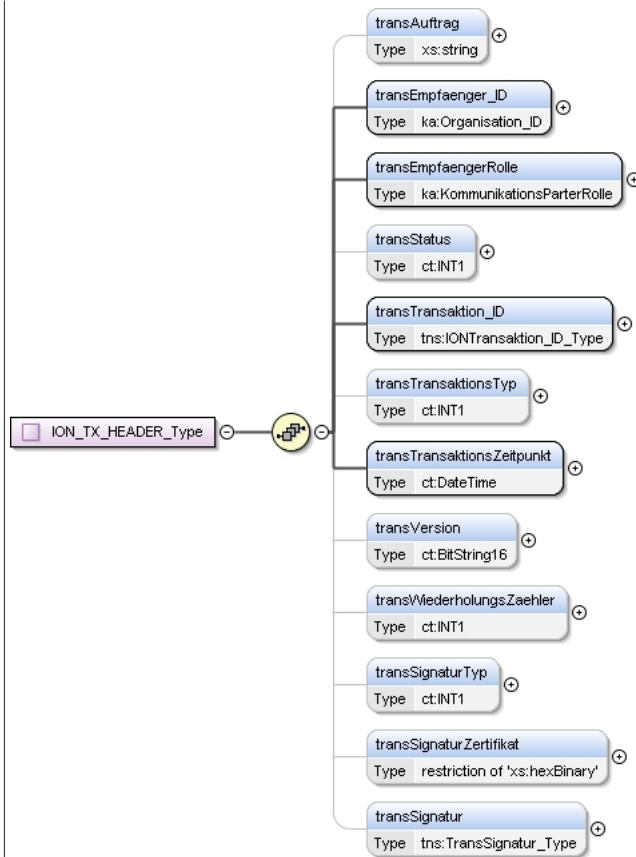 transAuftrag
Type xs:string
transEmpfaenger_ID
Type ka:Organisation_ID
transEmpfaengerRolle
Type ka:KommunikationsParterRolle
transStatus
Type ct:INT1
transTransaktion_ID
Type tns:IONTransaktion_ID_Type
transTransaktionsTyp
Type ct:INT1
ION_TX_HEADER_Type
transTransaktionsZeitpunkt
Type ct:DateTime
transVersion
Type ct:BitString16
transWiederholungsZaehler
Type ct:INT1
transSignaturTyp
Type ct:INT1
transSignaturZertifikat
Type restriction of 'xs:hexBinary'
transSignatur
Type tns:TransSignatur_Type